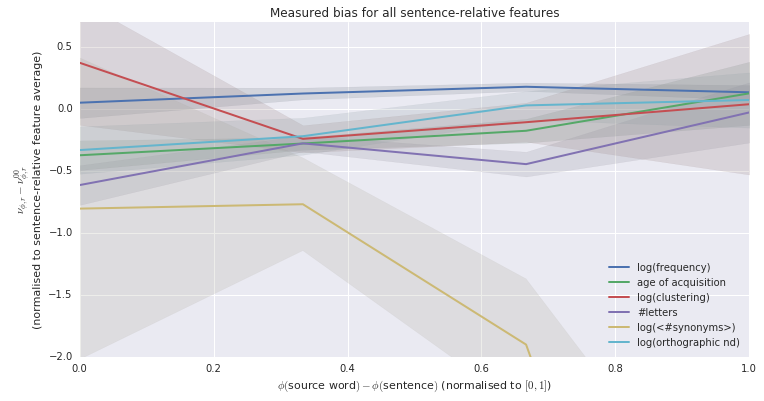 Measured bias for all sentence-relative features
0.5
0.0
−0.5
−1.0
−1.5
−2.0
ν_{ϕ,r} − ν_{ϕ,r}^{00}
(normalised to sentence-relative feature average)
log(frequency)
age of acquisition
log(clustering)
#letters
log(<#synonyms>)
log(orthographic nd)
0.0 0.2 0.4 0.6 0.8 1.0
ϕ(source word) − ϕ(sentence) (normalised to [0, 1])